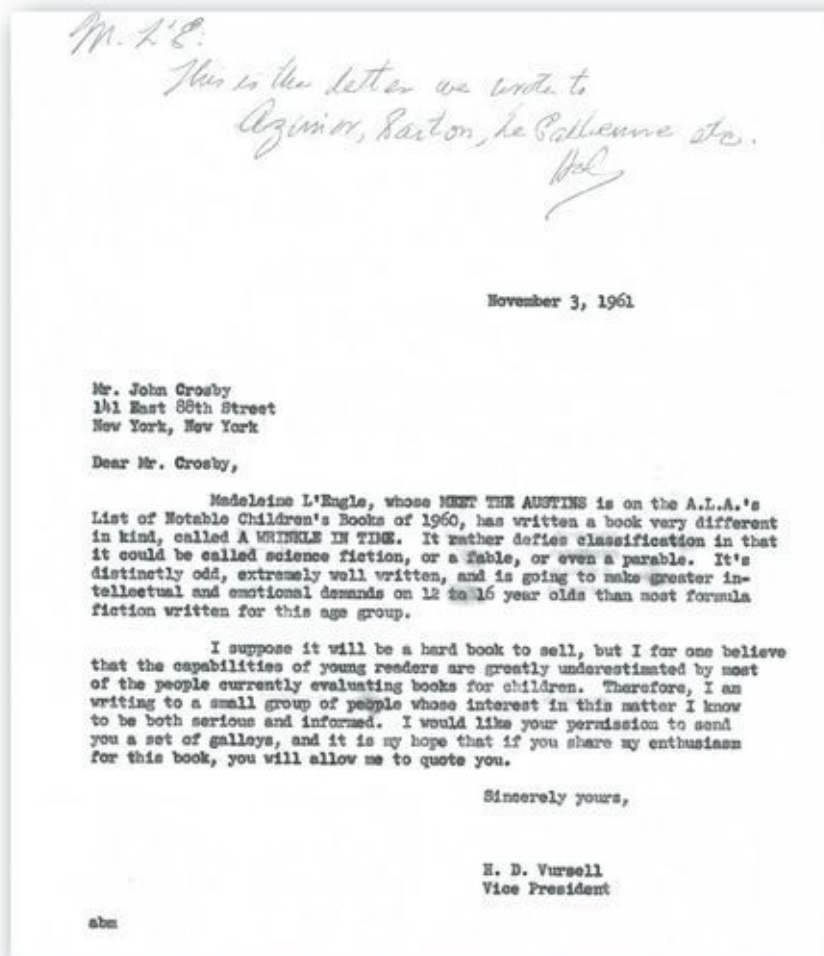 M. L'E:
This is the letter we wrote to
Azimov, Sarton, Le Gallienne etc.
Hal
November 3, 1961
Mr. John Crosby
141 East 88th Street
New York, New York
Dear Mr. Crosby,
Madeleine L'Engle, whose MEET THE AUSTINS is on the A.L.A.'s
List of Notable Children's Books of 1960, has written a book very different
in kind, called A WRINKLE IN TIME. It rather defies classification in that
it could be called science fiction, or a fable, or even a parable. It's
distinctly odd, extremely well written, and is going to make greater in-
tellectual and emotional demands on 12 to 16 year olds than most formula
fiction written for this age group.
I suppose it will be a hard book to sell, but I for one believe
that the capabilities of young readers are greatly underestimated by most
of the people currently evaluating books for children. Therefore, I am
writing to a small group of people whose interest in this matter I know
to be both serious and informed. I would like your permission to send
you a set of galleys, and it is my hope that if you share my enthusiasm
for this book, you will allow me to quote you.
Sincerely yours,
H. D. Vursell
Vice President
abm